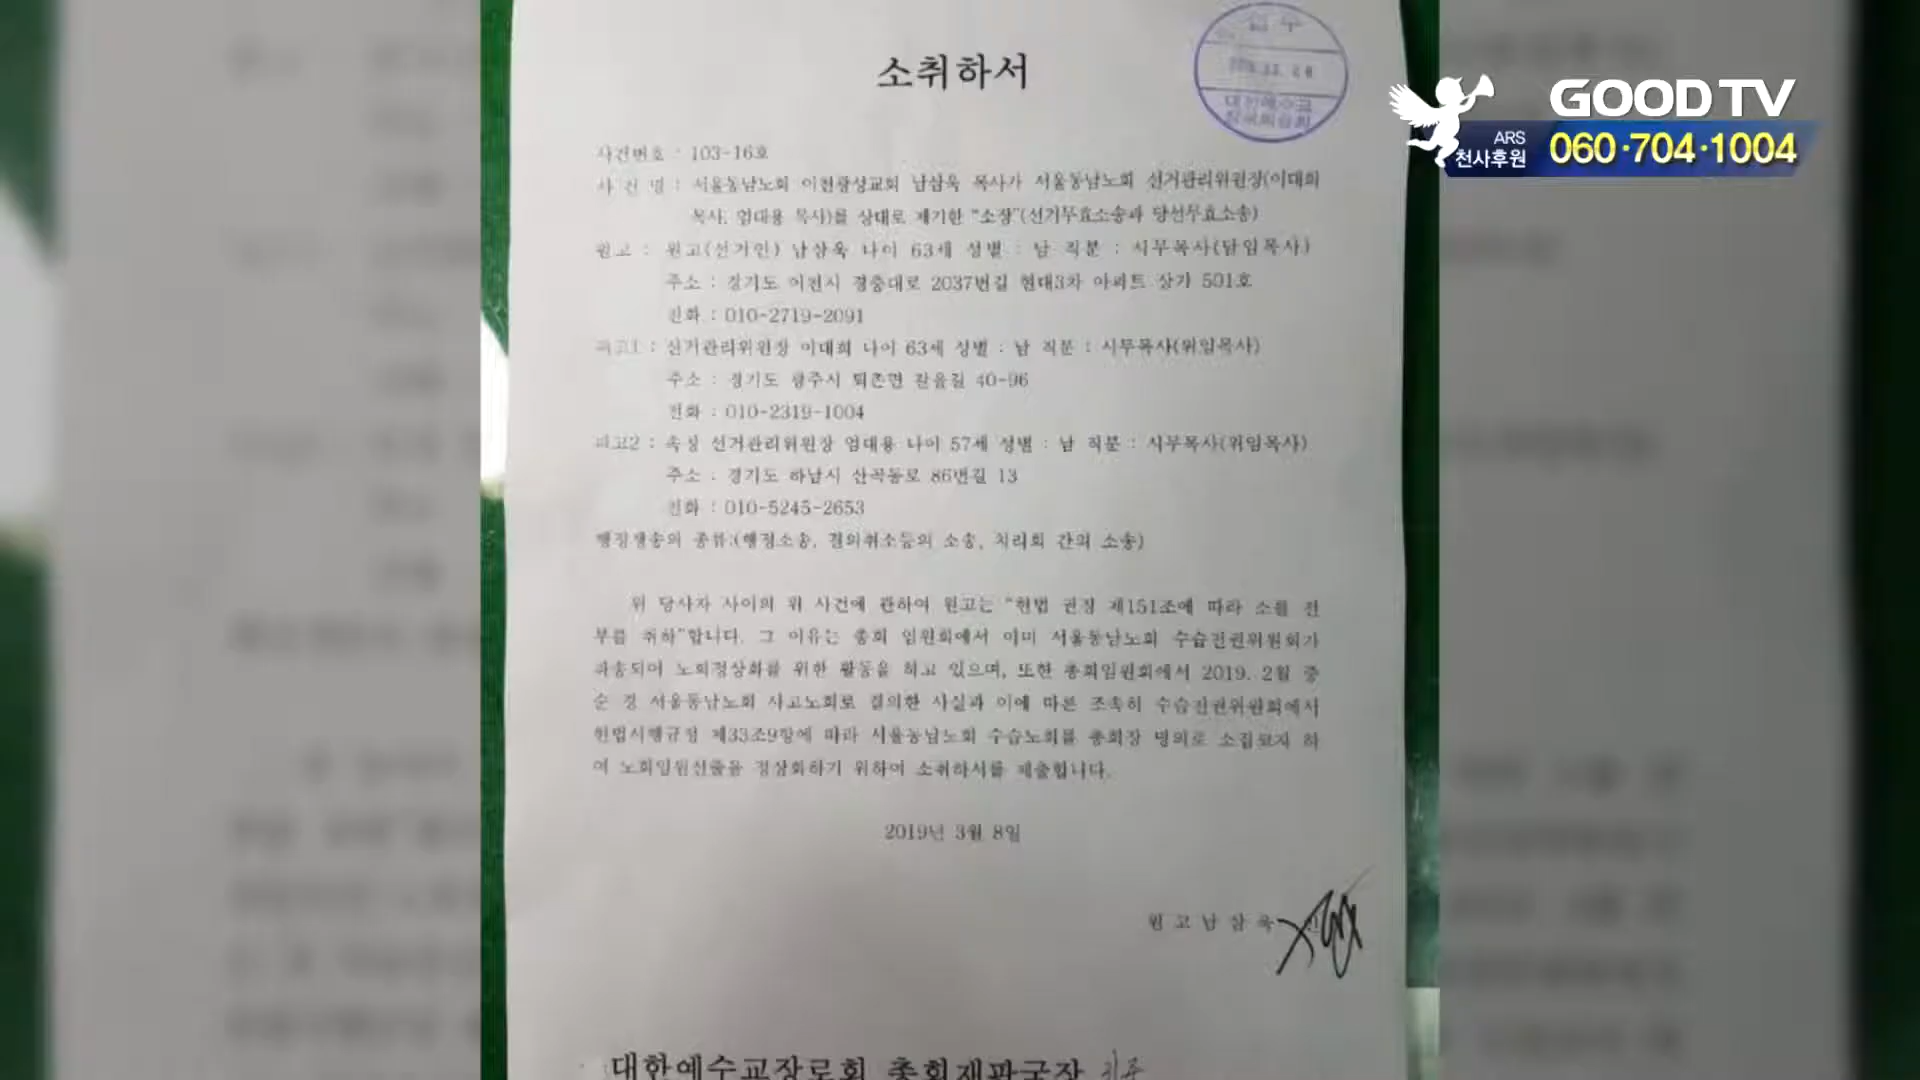 소취하서
접수
대한예수교
장로회총회
GOODTV
ARS
천사후원
060·704·1004
사건번호 : 103-16호
사 건 명 : 서울동남노회 이천광성교회 남삼욱 목사가 서울동남노회 선거관리위원장(이대희
목사, 엄대용 목사)를 상대로 제기한 "소장"(선거무효소송과 당선무효소송)
원고 : 원고(선거인) 남삼욱 나이 63세 성별 : 남 직분 : 시무목사(담임목사)
주소 : 경기도 이천시 경충대로 2037번길 현대3차 아파트 상가 501호
전화 : 010-2719-2091
피고1 : 선거관리위원장 이대희 나이 63세 성별 : 남 직분 : 시무목사(위임목사)
주소 : 경기도 광주시 퇴촌면 길 40-96
전화 : 010-2319-1004
피고2 : 속칭 선거관리위원장 엄대용 나이 57세 성별 : 남 직분 : 시무목사(위임목사)
주소 : 경기도 하남시 산곡동로 86번길 13
전화 : 010-5245-2653
행정쟁송의 종류:(행정소송, 결의취소등의 소송, 치리회 간의 소송)
위 당사자 사이의 위 사건에 관하여 원고는 "헌법 권징 제151조에 따라 소를 전
부를 취하"합니다. 그 이유는 총회 임원회에서 이미 서울동남노회 수습전권위원회가
파송되어 노회정상화를 위한 활동을 하고 있으며, 또한 총회임원회에서 2019. 2월 중
순 경 서울동남노회 사고노회로 결의한 사실과 이에 따른 조속히 수습전권위원회에서
헌법시행규정 제33조9항에 따라 서울동남노회 수습노회를 총회장 명의로 소집코자 하
여 노회임원선출을 정상화하기 위하여 소취하서를 제출합니다.
2019년 3월 8일
원 고 남 삼 욱
대한예수교장로회 총회재판국장 귀중